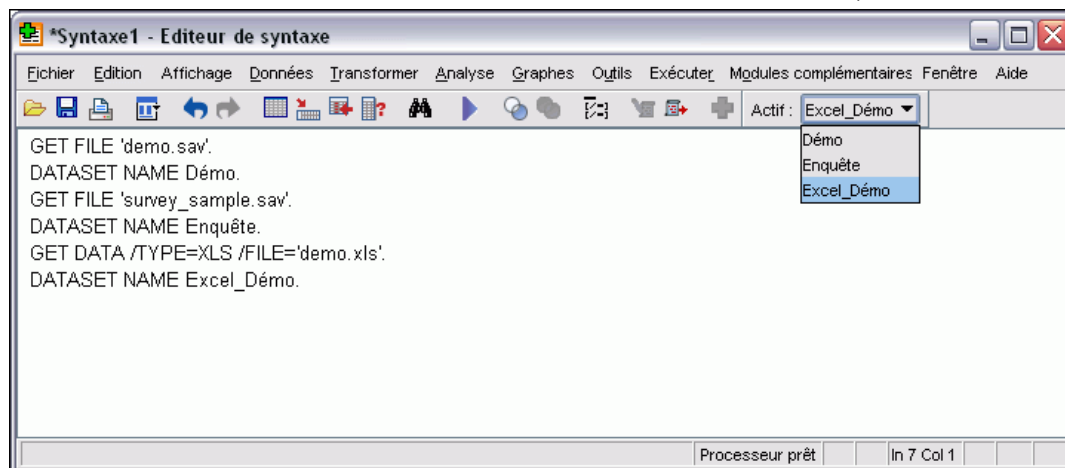 *Syntaxe1 - Editeur de syntaxe
Fichier Edition Affichage Données Transformer Analyse Graphes Outils Exécuter Modules complémentaires Fenêtre Aide
Actif : Excel_Démo
Démo
Enquête
Excel_Démo
GET FILE 'demo.sav'.
DATASET NAME Démo.
GET FILE 'survey_sample.sav'.
DATASET NAME Enquête.
GET DATA /TYPE=XLS /FILE='demo.xls'.
DATASET NAME Excel_Démo.
Processeur prêt In 7 Col 1